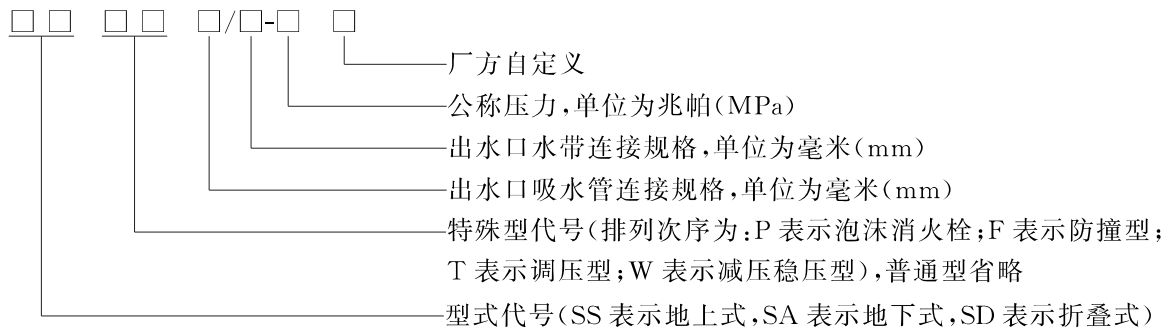 □□ □□ □/□-□ □
厂方自定义
公称压力,单位为兆帕(MPa)
出水口水带连接规格,单位为毫米(mm)
出水口吸水管连接规格,单位为毫米(mm)
特殊型代号(排列次序为:P 表示泡沫消火栓;F 表示防撞型;
T 表示调压型;W 表示减压稳压型),普通型省略
型式代号(SS 表示地上式,SA 表示地下式,SD 表示折叠式)